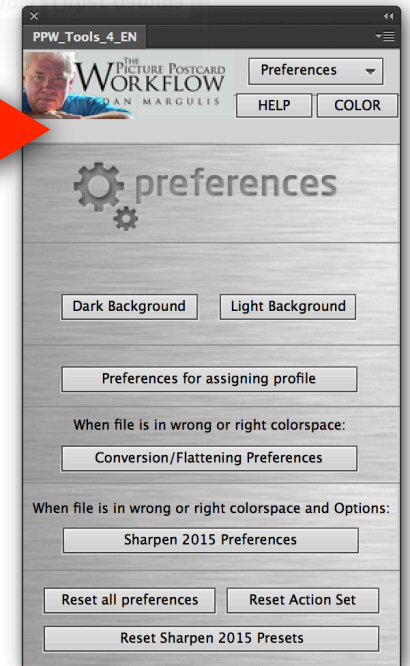 PPW_Tools_4_EN
THE
PICTURE POSTCARD
WORKFLOW
DAN MARGULIS
Preferences
HELP COLOR
preferences
Dark Background Light Background
Preferences for assigning profile
When file is in wrong or right colorspace:
Conversion/Flattening Preferences
When file is in wrong or right colorspace and Options:
Sharpen 2015 Preferences
Reset all preferences Reset Action Set
Reset Sharpen 2015 Presets